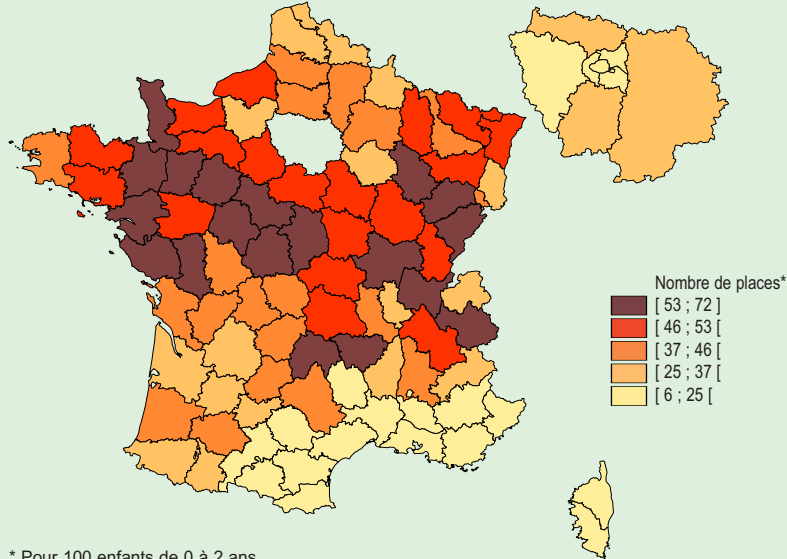 Nombre de places*
[ 53 ; 72 ]
[ 46 ; 53 [
[ 37 ; 46 [
[ 25 ; 37 [
[ 6 ; 25 [
* Pour 100 enfants de 0 à 2 ans